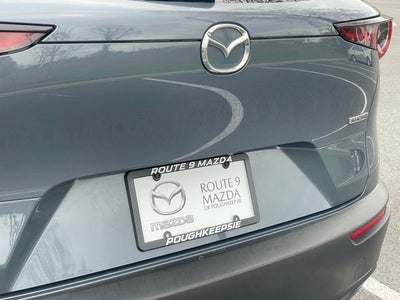 ROUTE 9 MAZDA
ROUTE 9
MAZDA
OF POUGHKEEPSIE
mazda
POUGHKEEPSIE